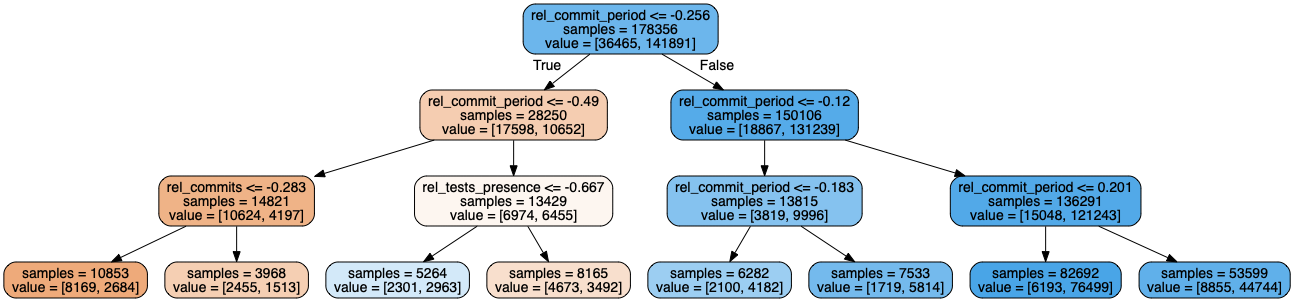 rel_commit_period <= -0.256
samples = 178356
value = [36465, 141891]
True
False
rel_commit_period <= -0.49
samples = 28250
value = [17598, 10652]
rel_commit_period <= -0.12
samples = 150106
value = [18867, 131239]
rel_commits <= -0.283
samples = 14821
value = [10624, 4197]
rel_tests_presence <= -0.667
samples = 13429
value = [6974, 6455]
rel_commit_period <= -0.183
samples = 13815
value = [3819, 9996]
rel_commit_period <= 0.201
samples = 136291
value = [15048, 121243]
samples = 10853
value = [8169, 2684]
samples = 3968
value = [2455, 1513]
samples = 5264
value = [2301, 2963]
samples = 8165
value = [4673, 3492]
samples = 6282
value = [2100, 4182]
samples = 7533
value = [1719, 5814]
samples = 82692
value = [6193, 76499]
samples = 53599
value = [8855, 44744]